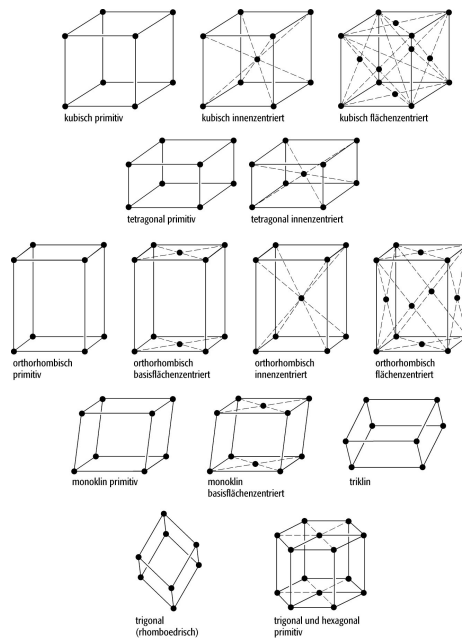 kubisch primitiv
kubisch innenzentriert
kubisch flächenzentriert
tetragonal primitiv
tetragonal innenzentriert
orthorhombisch
primitiv
orthorhombisch
basisflächenzentriert
orthorhombisch
innenzentriert
orthorhombisch
flächenzentriert
monoklin primitiv
monoklin
basisflächenzentriert
triklin
trigonal
(rhomboedrisch)
trigonal und hexagonal
primitiv